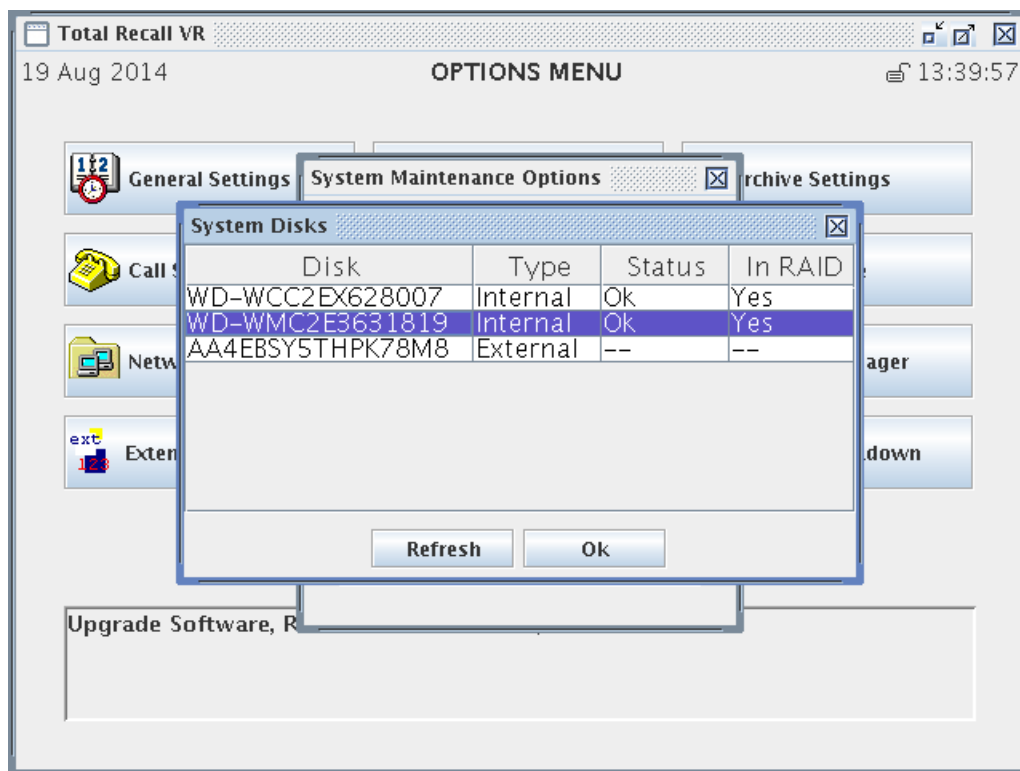 Total Recall VR
19 Aug 2014 OPTIONS MENU 13:39:57
General Settings
System Maintenance Options
rchive Settings
System Disks
Call
Disk Type Status In RAID
WD-WCC2EX628007 Internal Ok Yes
WD-WMC2E3631819 Internal Ok Yes
AA4EBSY5THPK78M8 External -- --
Netw
ager
ext
123
Exten
down
Refresh Ok
Upgrade Software, R